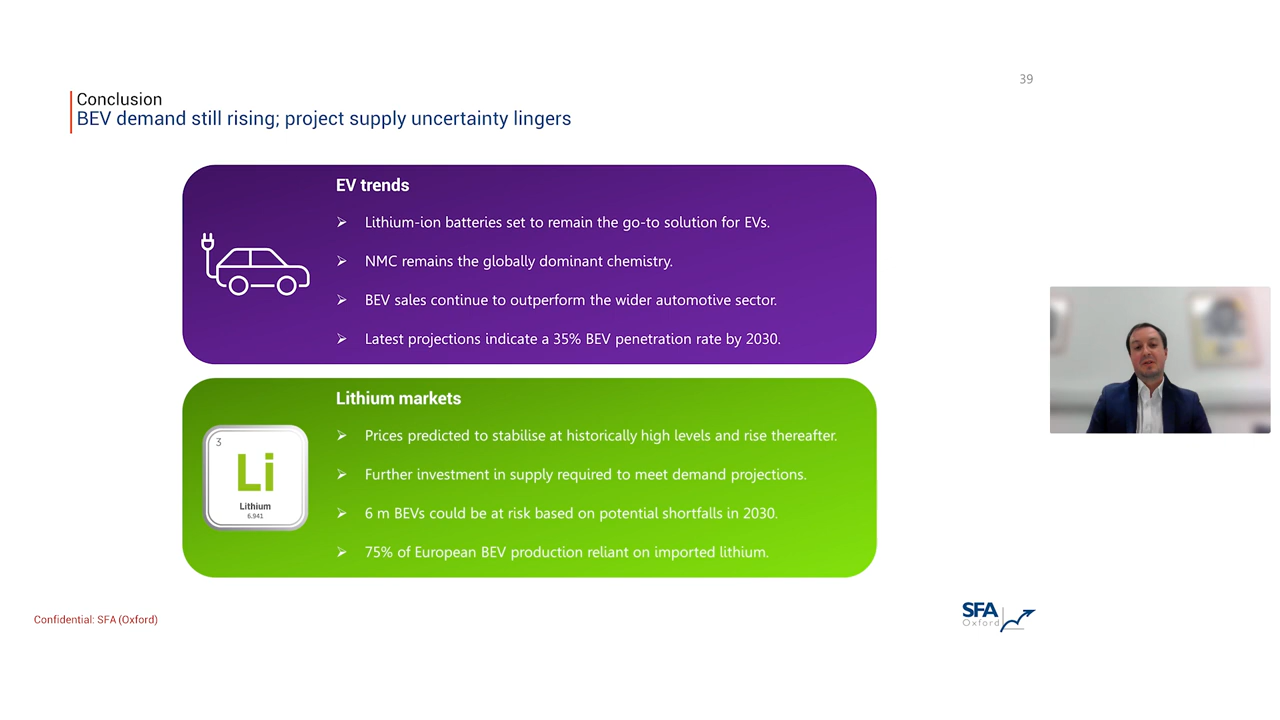 39
Conclusion
BEV demand still rising; project supply uncertainty lingers
EV trends
Lithium-ion batteries set to remain the go-to solution for EVs.
NMC remains the globally dominant chemistry.
BEV sales continue to outperform the wider automotive sector.
Latest projections indicate a 35% BEV penetration rate by 2030.
Lithium markets
Prices predicted to stabilise at historically high levels and rise thereafter.
Further investment in supply required to meet demand projections.
6 m BEVs could be at risk based on potential shortfalls in 2030.
75% of European BEV production reliant on imported lithium.
3
Li
Lithium
6.941
Confidential: SFA (Oxford)
SFA
Oxford